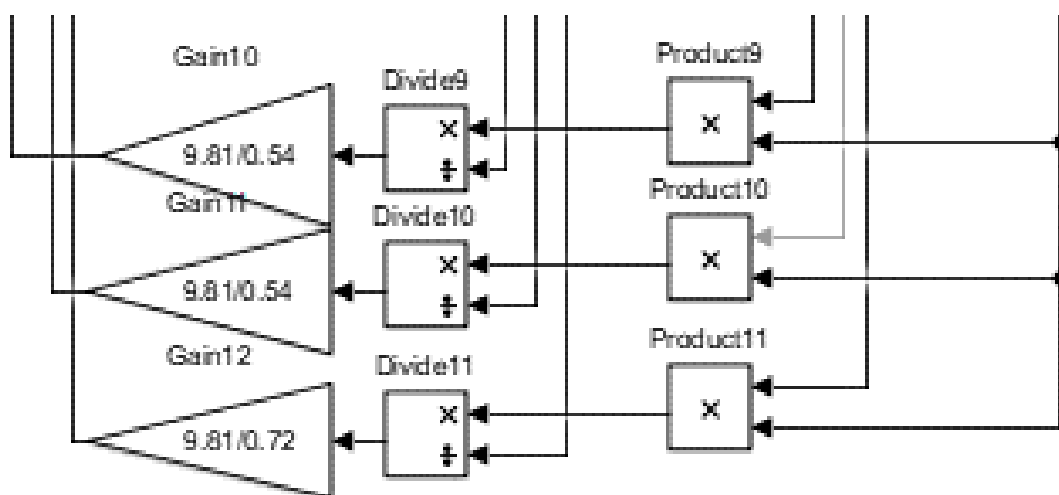 Gain10
Divide9
Product9
×
÷
×
9.81/0.54
Gain11
Divide10
Product10
×
÷
×
9.81/0.54
Gain12
Divide11
Product11
×
÷
×
9.81/0.72